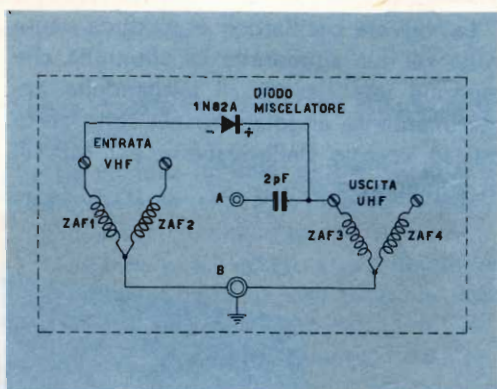 DIODO
1N82A MISCELATORE
- +
ENTRATA
VHF
2pF
A
USCITA
UHF
ZAF1 ZAF2
ZAF3 ZAF4
B